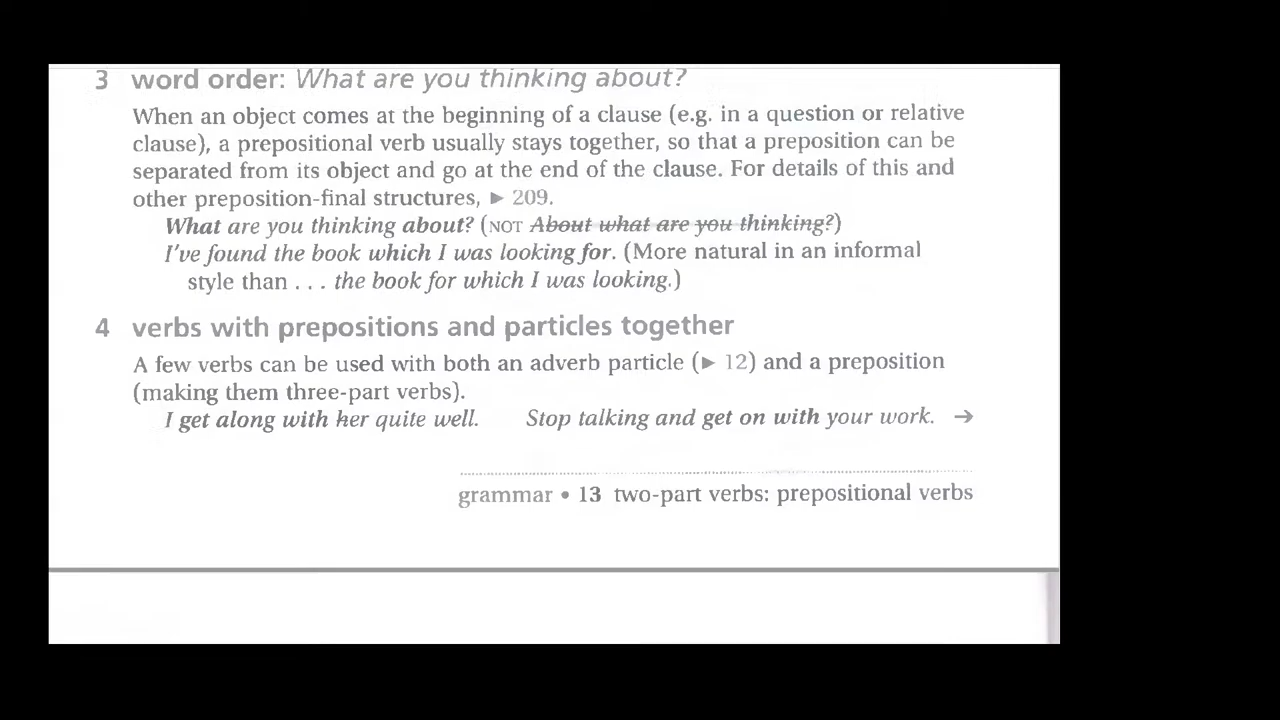 3 word order: What are you thinking about?
When an object comes at the beginning of a clause (e.g. in a question or relative
clause), a prepositional verb usually stays together, so that a preposition can be
separated from its object and go at the end of the clause. For details of this and
other preposition-final structures, ► 209.
What are you thinking about? (NOT About what are you thinking?)
I've found the book which I was looking for. (More natural in an informal
style than . . . the book for which I was looking.)
4 verbs with prepositions and particles together
A few verbs can be used with both an adverb particle (► 12) and a preposition
(making them three-part verbs).
I get along with her quite well. Stop talking and get on with your work. →
grammar • 13 two-part verbs: prepositional verbs